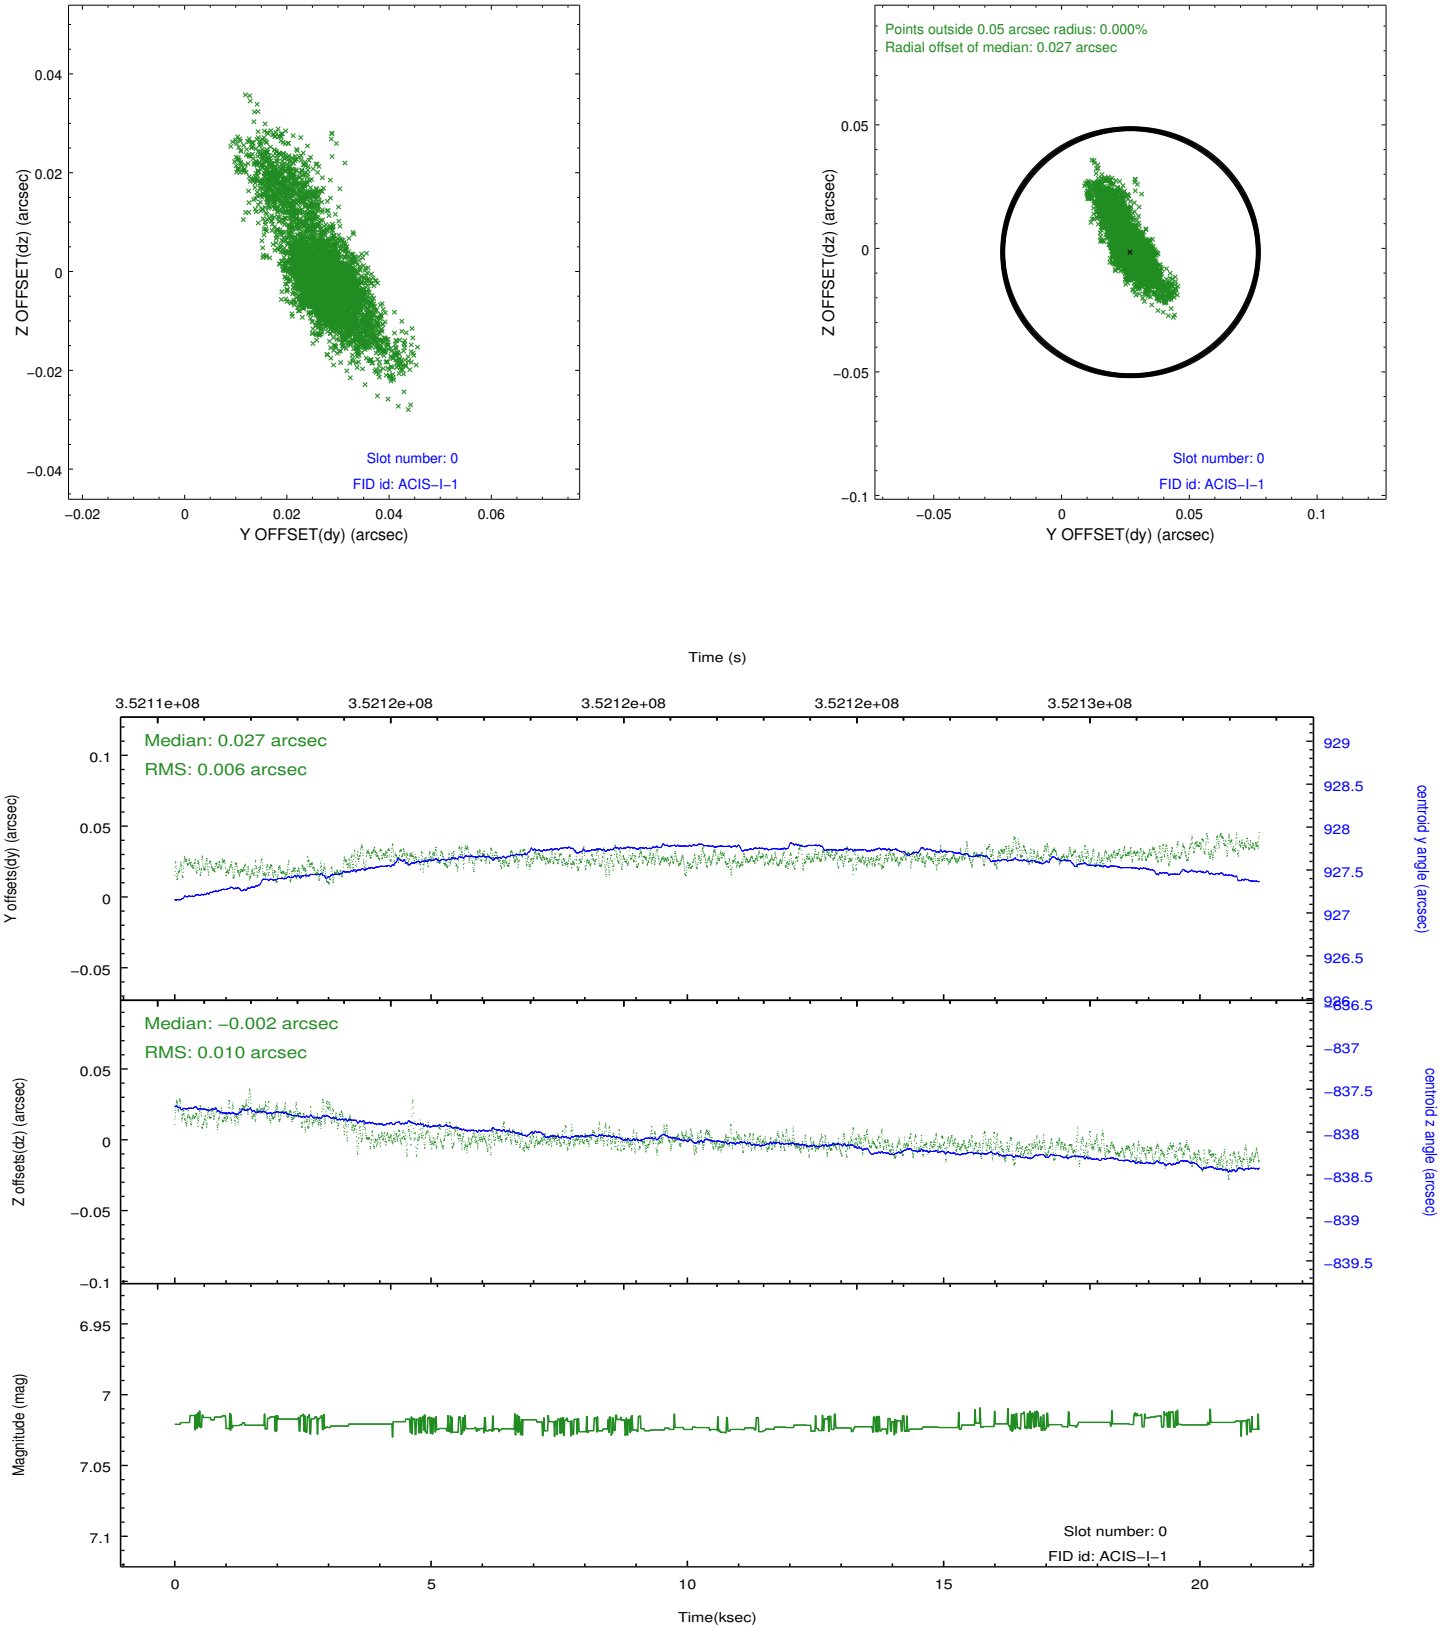 0.04
0.02
0
−0.02
−0.04
Z OFFSET(dz) (arcsec)
Slot number: 0
FID id: ACIS−I−1
−0.02 0 0.02 0.04 0.06
Y OFFSET(dy) (arcsec)
Points outside 0.05 arcsec radius: 0.000%
Radial offset of median: 0.027 arcsec
0.05
0
−0.05
−0.1
Z OFFSET(dz) (arcsec)
Slot number: 0
FID id: ACIS−I−1
−0.05 0 0.05 0.1
Y OFFSET(dy) (arcsec)
Time (s)
3.5211e+08 3.5212e+08 3.5212e+08 3.5212e+08 3.5213e+08
Median: 0.027 arcsec
RMS: 0.006 arcsec
0.1
0.05
0
−0.05
Y offsets(dy) (arcsec)
929
928.5
928
927.5
927
926.5
926
centroid y angle (arcsec)
Median: −0.002 arcsec
RMS: 0.010 arcsec
0.05
0
−0.05
−0.1
Z offsets(dz) (arcsec)
−836.5
−837
−837.5
−838
−838.5
−839
−839.5
centroid z angle (arcsec)
6.95
7
7.05
7.1
Magnitude (mag)
Slot number: 0
FID id: ACIS−I−1
0 5 10 15 20
Time(ksec)